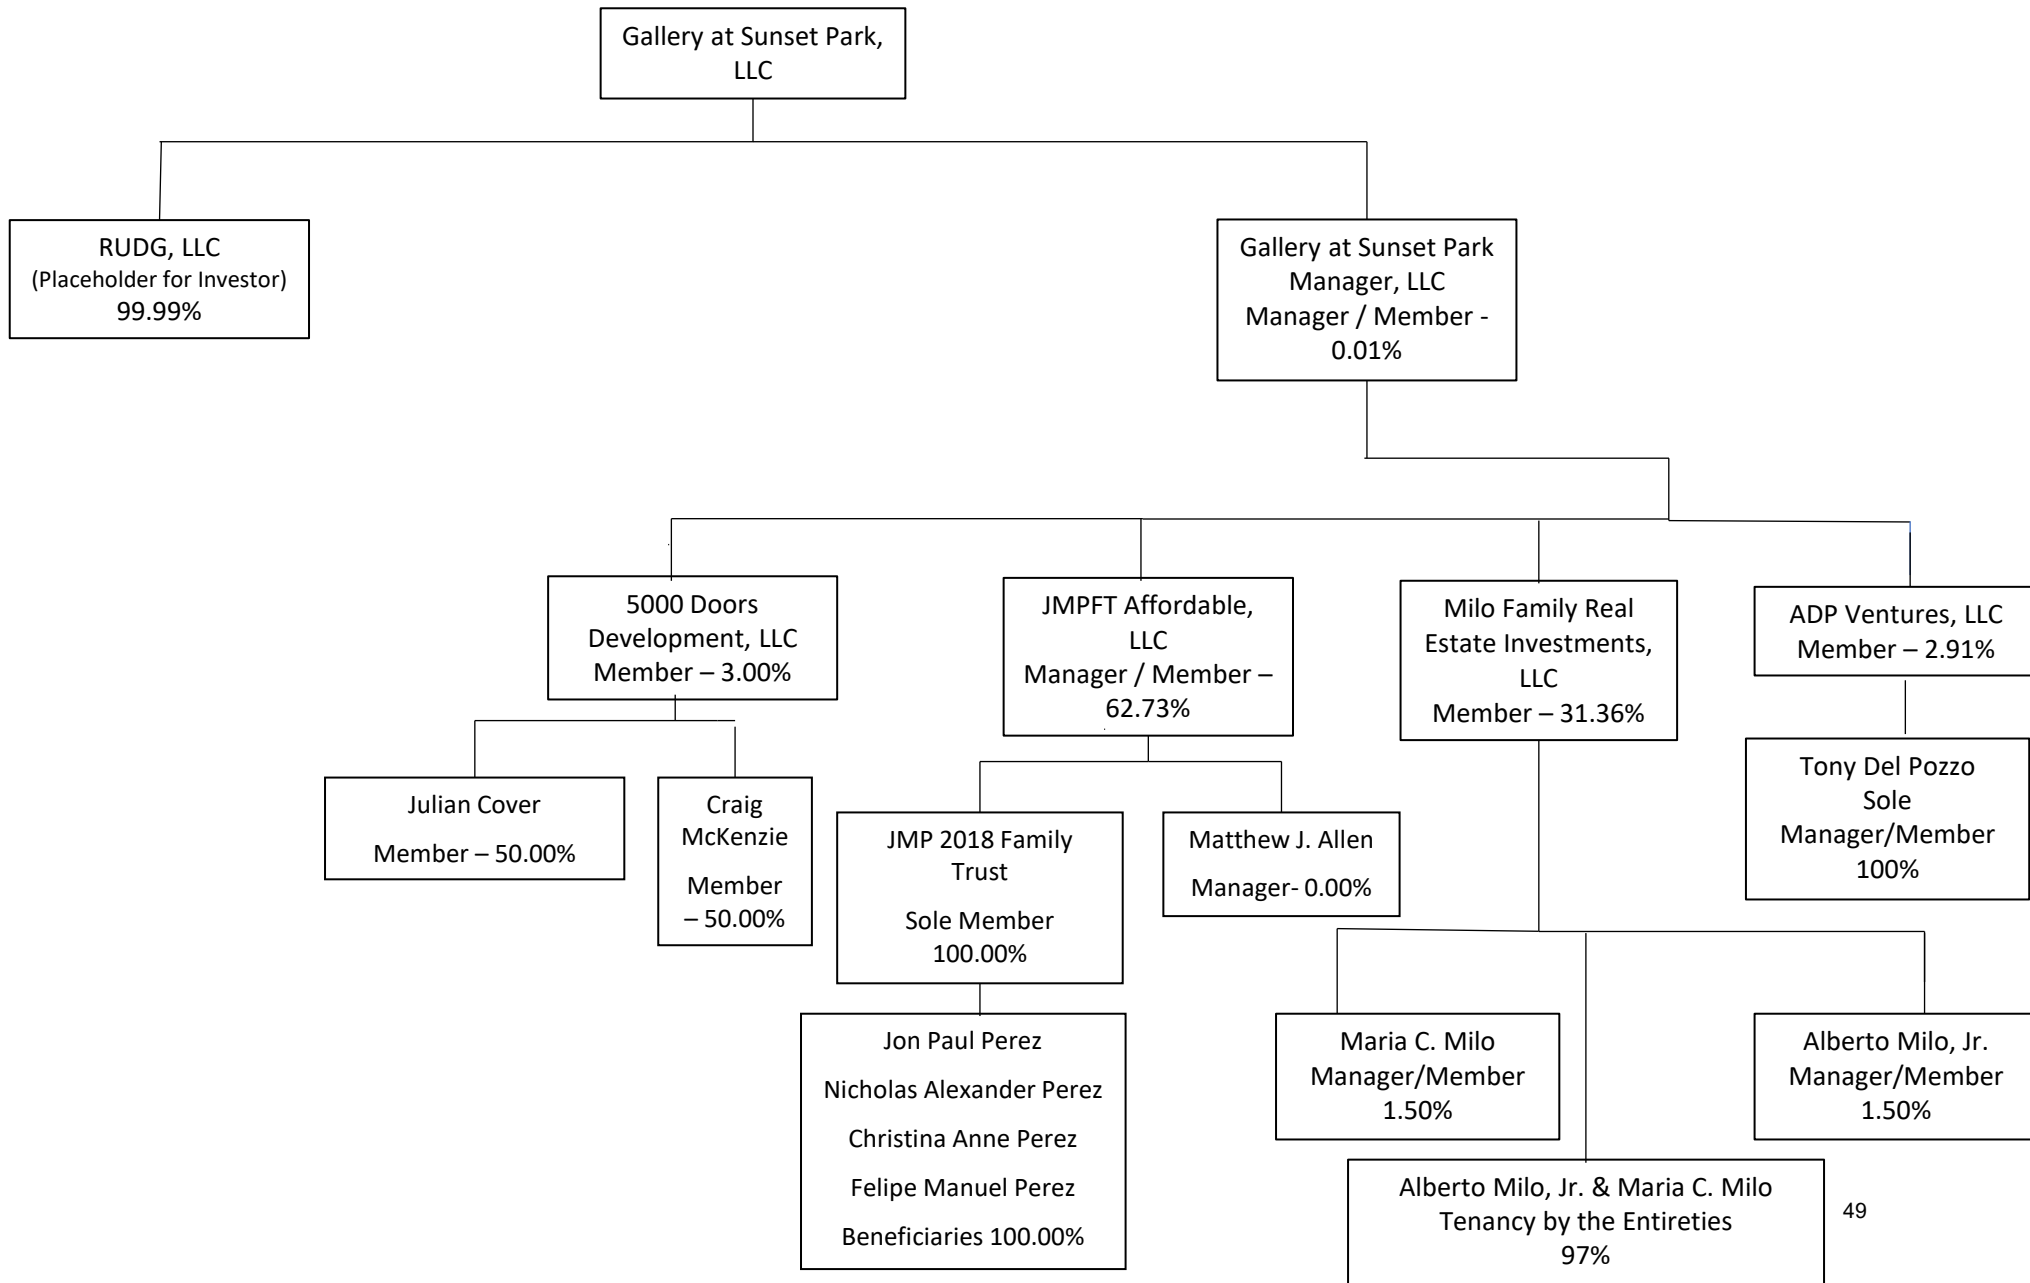 Gallery at Sunset Park,
LLC
RUDG, LLC
(Placeholder for Investor)
99.99%
Gallery at Sunset Park
Manager, LLC
Manager / Member -
0.01%
5000 Doors
Development, LLC
Member – 3.00%
JMPFT Affordable,
LLC
Manager / Member –
62.73%
Milo Family Real
Estate Investments,
LLC
Member – 31.36%
ADP Ventures, LLC
Member – 2.91%
Julian Cover
Member – 50.00%
Craig
McKenzie
Member
– 50.00%
JMP 2018 Family
Trust
Sole Member
100.00%
Matthew J. Allen
Manager- 0.00%
Tony Del Pozzo
Sole
Manager/Member
100%
Jon Paul Perez
Nicholas Alexander Perez
Christina Anne Perez
Felipe Manuel Perez
Beneficiaries 100.00%
Maria C. Milo
Manager/Member
1.50%
Alberto Milo, Jr.
Manager/Member
1.50%
Alberto Milo, Jr. & Maria C. Milo
Tenancy by the Entireties
97%
49